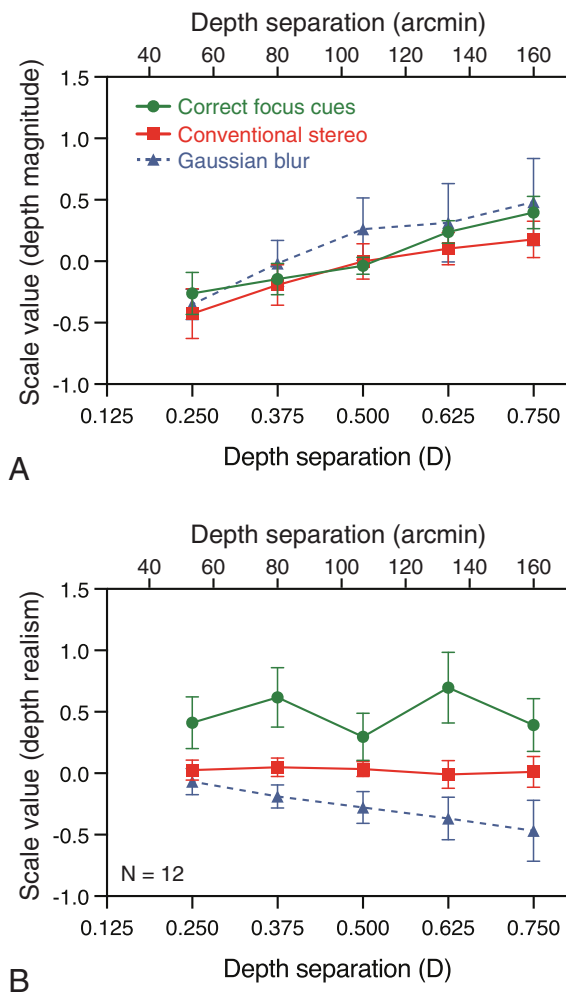 Depth separation (arcmin)
40 60 80 100 120 140 160
Scale value (depth magnitude)
1.5
1.0
0.5
0.0
-0.5
-1.0
Correct focus cues
Conventional stereo
Gaussian blur
0.125 0.250 0.375 0.500 0.625 0.750
Depth separation (D)
A
Depth separation (arcmin)
40 60 80 100 120 140 160
Scale value (depth realism)
1.5
1.0
0.5
0.0
-0.5
-1.0
N = 12
0.125 0.250 0.375 0.500 0.625 0.750
Depth separation (D)
B